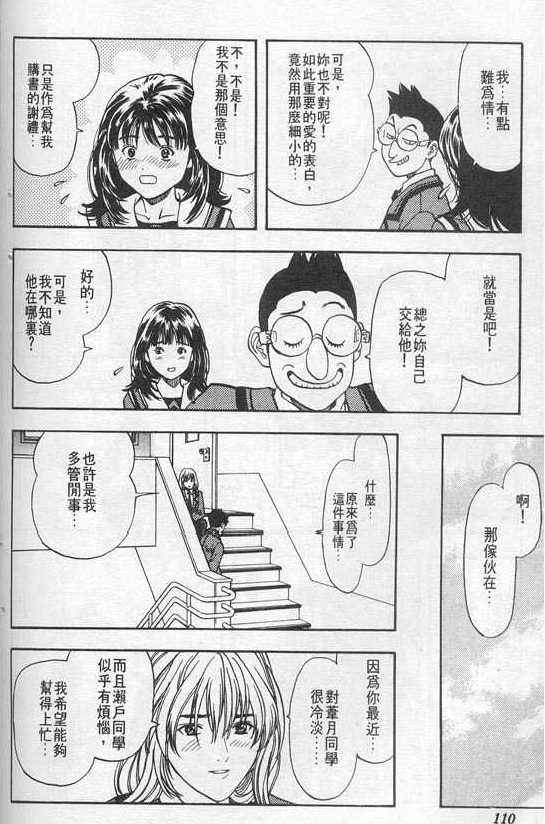 我…有點
難為情…
可是，
妳也不對呢！
如此重要的愛的表白，
竟然用那麼細
小的…
不，不是！
我不是那個意思！
只是作為幫我
購書的謝禮…
就當是吧！
總之妳自己
交給他！
好的…
可是，
我不知道
他在哪裏？
啊！
那傢伙在…
什麼…
原來為了
這件事情…
也許是我
多管閒事…
因為你最近…
對葦月同學
很冷淡…
而且瀨戶同學
似乎有煩惱，
我希望能夠
幫得上忙…
110